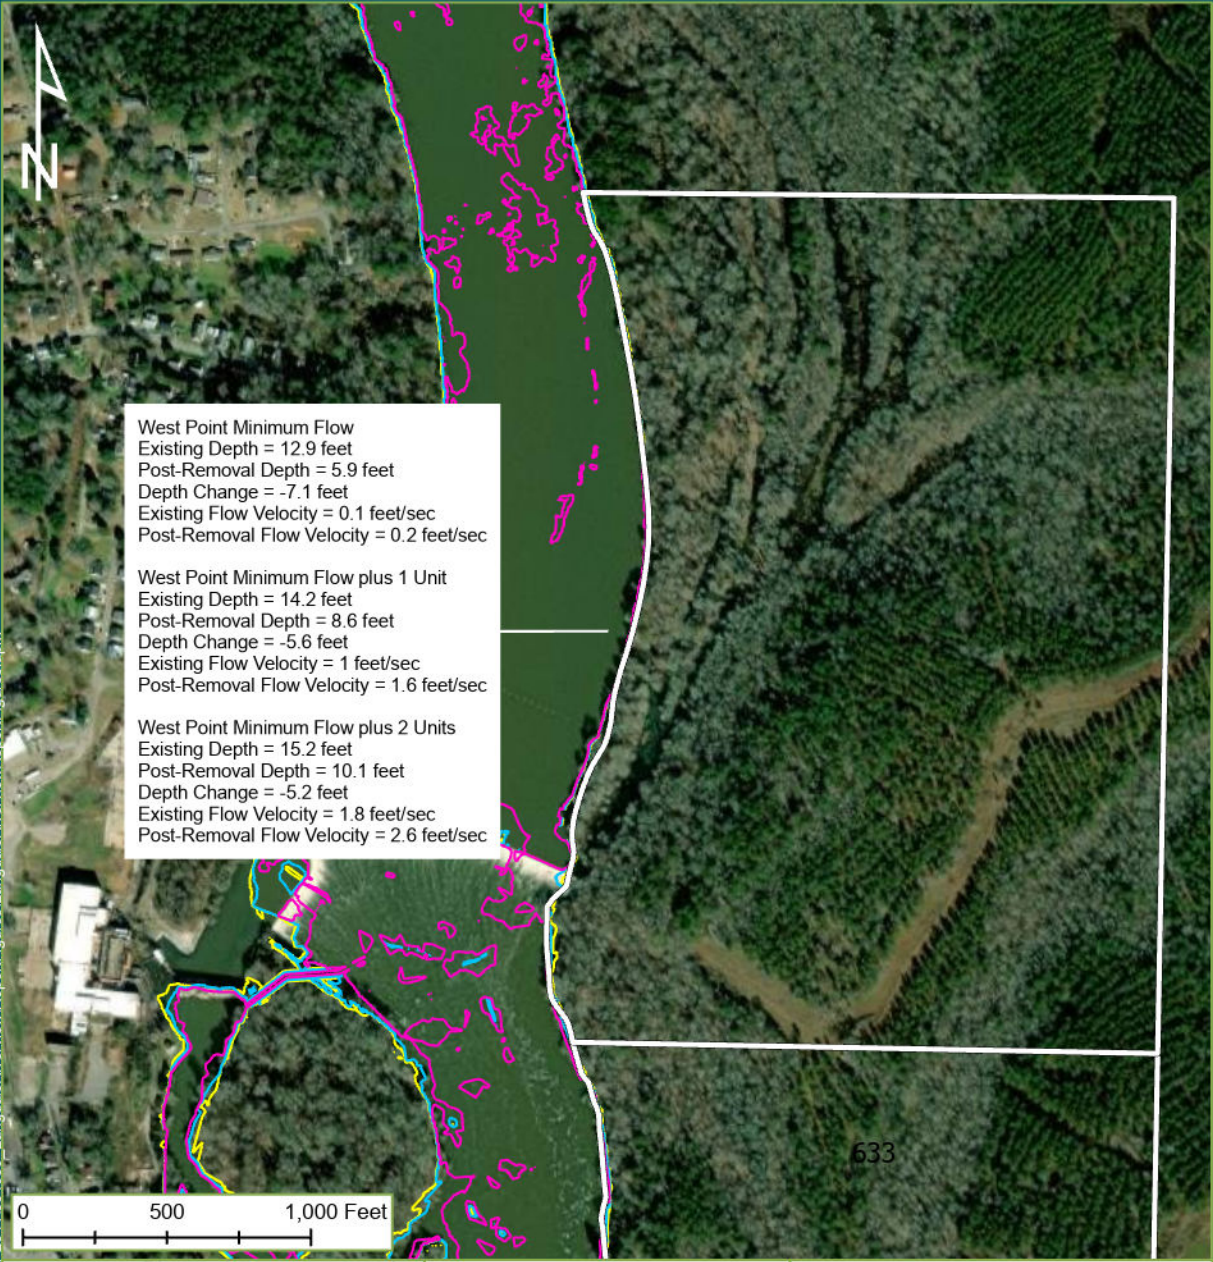 N
West Point Minimum Flow
Existing Depth = 12.9 feet
Post-Removal Depth = 5.9 feet
Depth Change = -7.1 feet
Existing Flow Velocity = 0.1 feet/sec
Post-Removal Flow Velocity = 0.2 feet/sec
West Point Minimum Flow plus 1 Unit
Existing Depth = 14.2 feet
Post-Removal Depth = 8.6 feet
Depth Change = -5.6 feet
Existing Flow Velocity = 1 feet/sec
Post-Removal Flow Velocity = 1.6 feet/sec
West Point Minimum Flow plus 2 Units
Existing Depth = 15.2 feet
Post-Removal Depth = 10.1 feet
Depth Change = -5.2 feet
Existing Flow Velocity = 1.8 feet/sec
Post-Removal Flow Velocity = 2.6 feet/sec
633
0 500 1,000 Feet